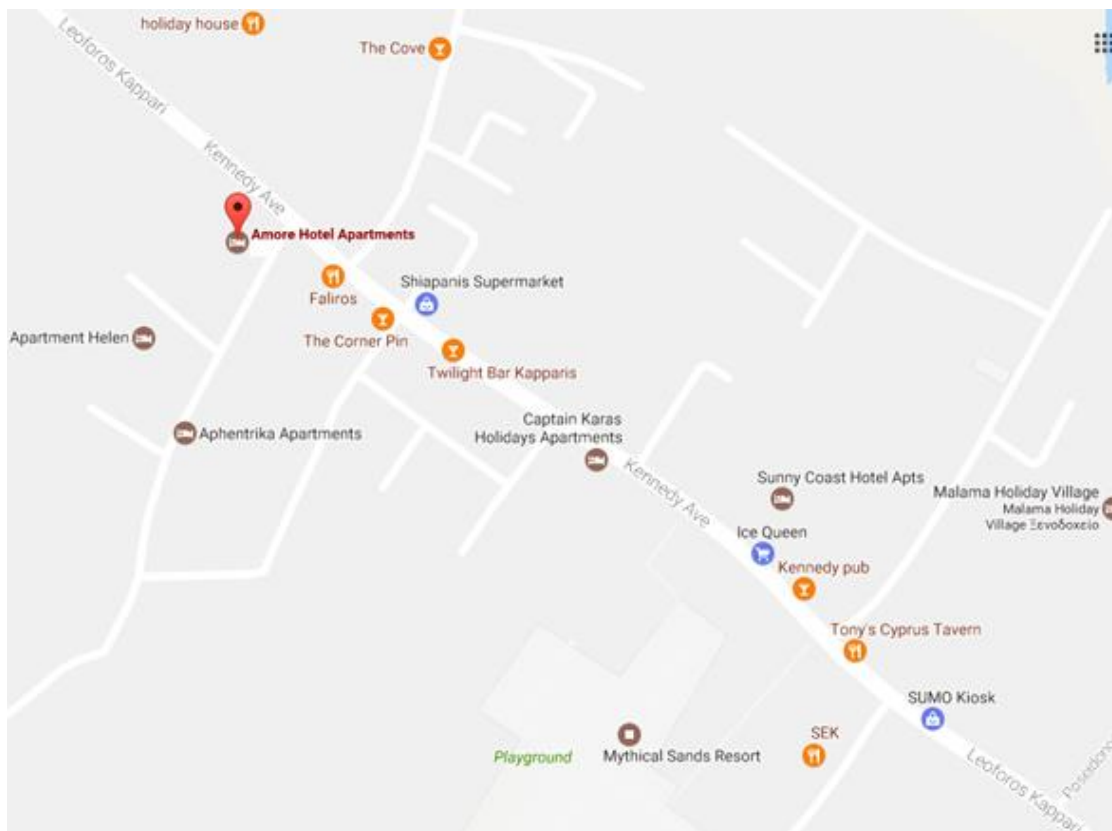 holiday house
The Cove
Leoforos Kappari
Kennedy Ave
Amore Hotel Apartments
Faliros
Shiapanis Supermarket
The Corner Pin
Apartment Helen
Twilight Bar Kapparis
Aphentrika Apartments
Captain Karas
Holidays Apartments
Kennedy Ave
Sunny Coast Hotel Apts
Malama Holiday Village
Malama Holiday
Village Ξενοδοχείο
Ice Queen
Kennedy pub
Tony's Cyprus Tavern
SUMO Kiosk
SEK
Playground
Mythical Sands Resort
Leoforos Kappari